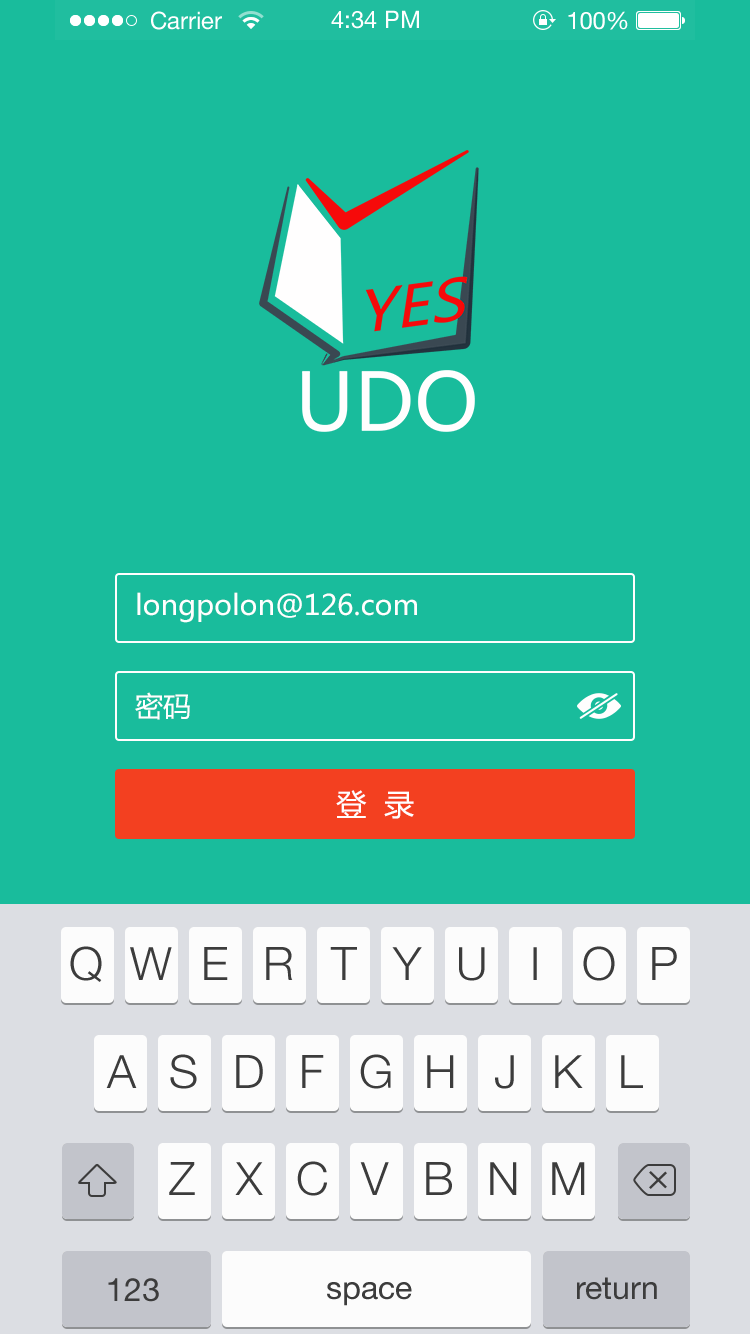 Carrier 4:34 PM 100%
YES
UDO
longpolon@126.com
密码
登 录
Q W E R T Y U I O P
A S D F G H J K L
Z X C V B N M
123 space return